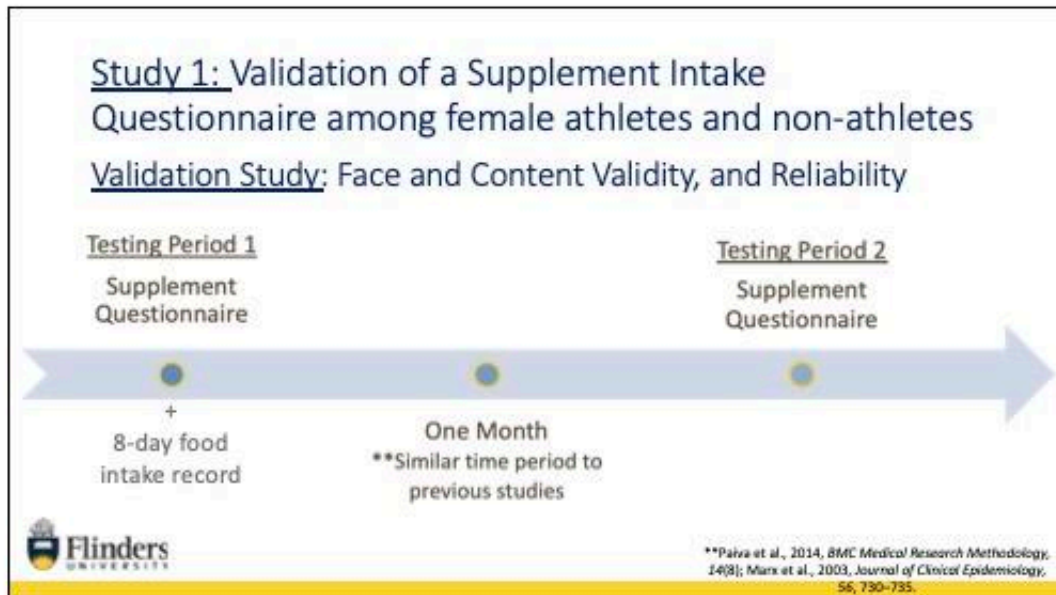 Study 1: Validation of a Supplement Intake
Questionnaire among female athletes and non-athletes
Validation Study: Face and Content Validity, and Reliability
Testing Period 1
Supplement
Questionnaire
Testing Period 2
Supplement
Questionnaire
+
8-day food
intake record
One Month
**Similar time period to
previous studies
Flinders
UNIVERSITY
**Paiva et al., 2014, BMC Medical Research Methodology,
14(8); Marx et al., 2003, Journal of Clinical Epidemiology,
56, 730–735.